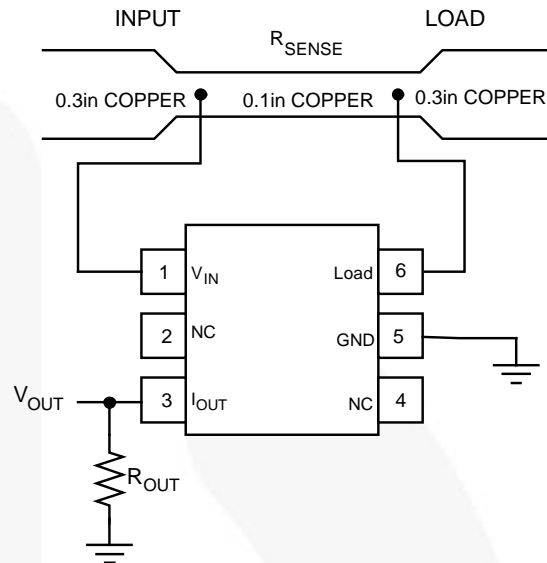 INPUT LOAD
RSENSE
0.3in COPPER 0.1in COPPER 0.3in COPPER
1 VIN Load 6
2 NC GND 5
VOUT 3 IOUT NC 4
ROUT